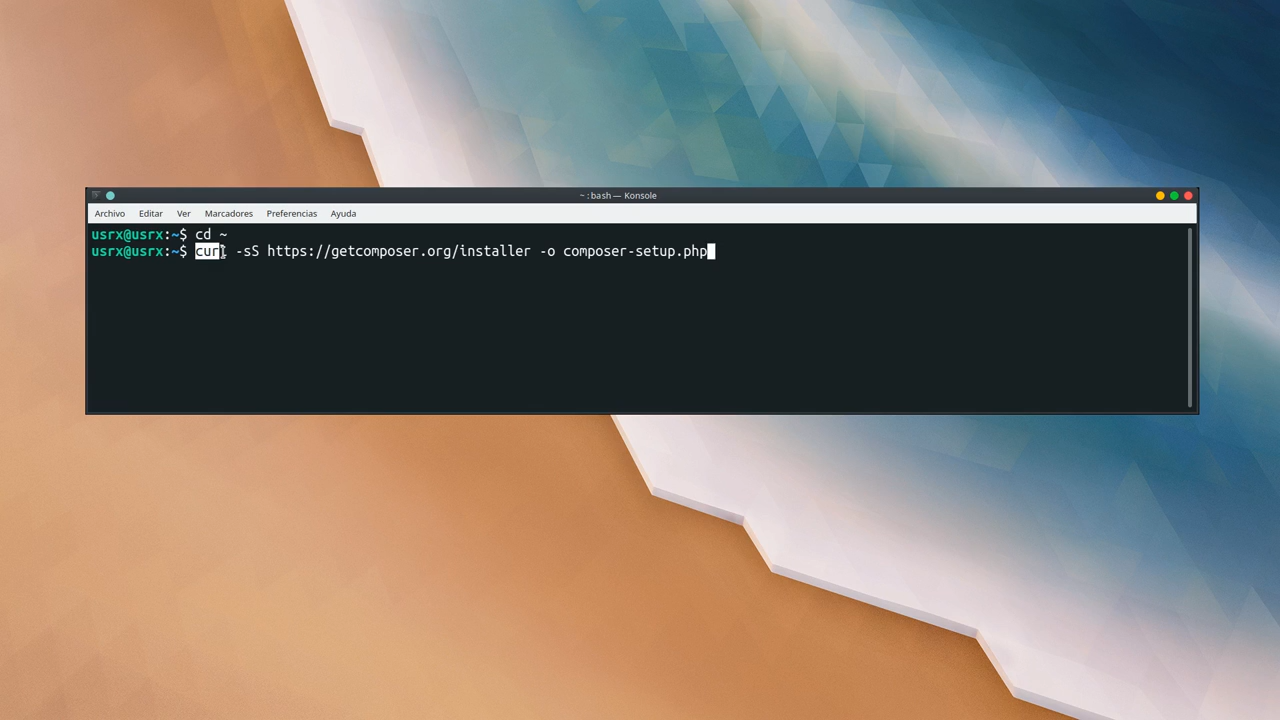 ~ : bash — Konsole
Archivo Editar Ver Marcadores Preferencias Ayuda
usrx@usrx:~$ cd ~
usrx@usrx:~$ curl -sS https://getcomposer.org/installer -o composer-setup.php